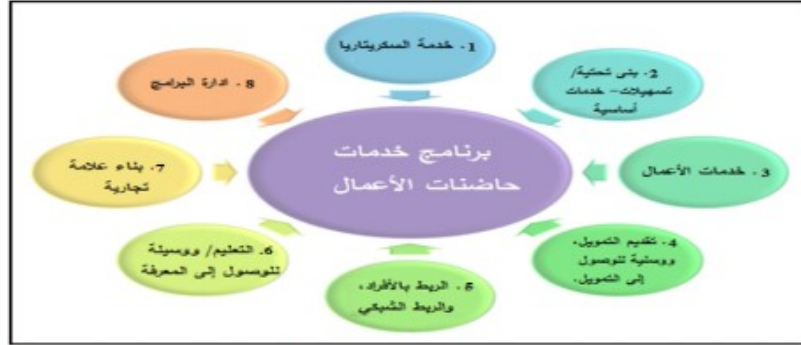 برنامج خدمات
حاضنات الأعمال
1. خدمة السكريتاريا
2. بنى تحتية/
تسهيلات– خدمات
أساسية
3. خدمات الأعمال
4. تقديم التمويل،
ووسلية للوصول
إلى التمويل.
5. الربط بالأفراد،
والربط الشبكي
6. التعليم/ ووسيلة
للوصول إلى المعرفة
7. بناء علامة
تجارية
8. ادارة البرامج